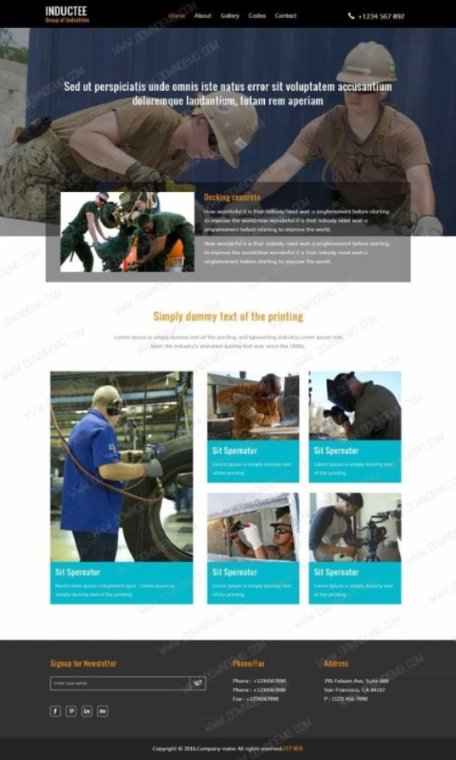 INDUCTEE
Group of Industries
Home About Gallery Codes Contact
+1234 567 892
Sed ut perspiciatis unde omnis iste natus error sit voluptatem accusantium
doloremque laudantium, totam rem aperiam
Docking concrete
How wonderful it is that nobody need wait a singlemoment before starting
to improve the world.How wonderful it is that nobody need wait a
singlemoment before starting to improve the world.
How wonderful it is that nobody need wait a singlemoment before starting
to improve the world.How wonderful it is that nobody need wait a
singlemoment before starting to improve the world.
Simply dummy text of the printing
Lorem Ipsum is simply dummy text of the printing and typesetting industry.Lorem Ipsum has
been the industry's standard dummy text ever since the 1500s.
Sit Spernatur
Lorem Ipsum is simply dummy text
of the printing
Sit Spernatur
Lorem Ipsum is simply dummy text
of the printing
Sit Spernatur
voluptatem quia . Lorem Ipsum is
simply dummy text of the printing
Sit Spernatur
Lorem Ipsum is simply dummy text
of the printing
Sit Spernatur
Lorem Ipsum is simply dummy text
of the printing
Signup for Newsletter
Enter your email
Phone/Fax
Phone : +1234567890
Phone : +1234567890
Fax : +1234567890
Address
795 Folsom Ave, Suite 600
San Francisco, CA 94107
P : (123) 456-7890
Copyright © 2016.Company name All rights reserved.
WWW.DOWNDEMO.COM